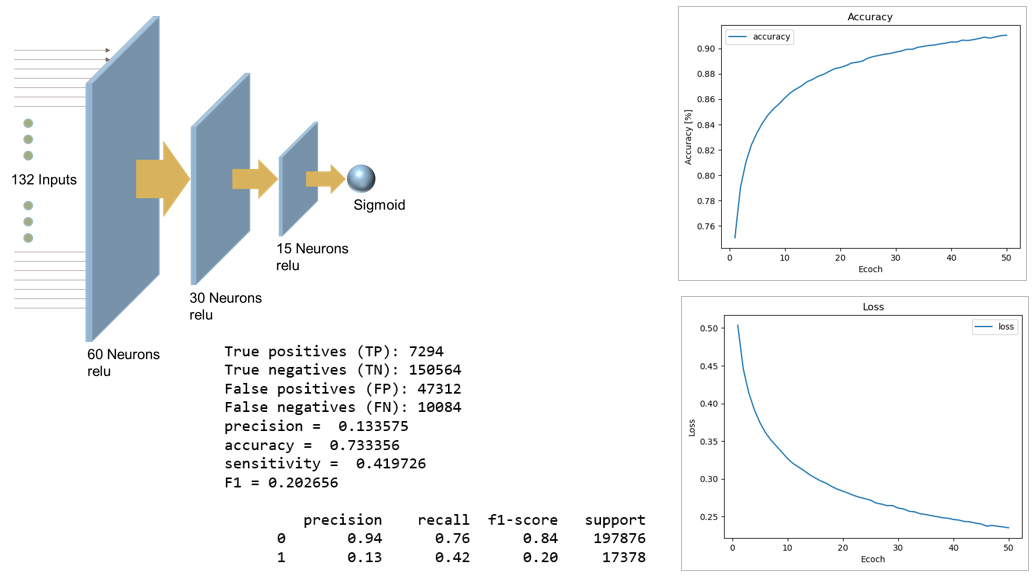 132 Inputs
60 Neurons
relu
30 Neurons
relu
15 Neurons
relu
Sigmoid
True positives (TP): 7294
True negatives (TN): 150564
False positives (FP): 47312
False negatives (FN): 10084
precision = 0.133575
accuracy = 0.733356
sensitivity = 0.419726
F1 = 0.202656
precision recall f1-score support
0 0.94 0.76 0.84 197876
1 0.13 0.42 0.20 17378
Accuracy
accuracy
Accuracy [%]
0.90
0.88
0.86
0.84
0.82
0.80
0.78
0.76
0 10 20 30 40 50
Ecoch
Loss
loss
Loss
0.50
0.45
0.40
0.35
0.30
0.25
0 10 20 30 40 50
Ecoch